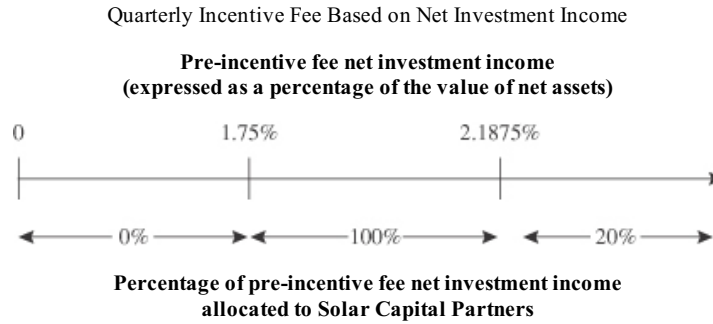 Quarterly Incentive Fee Based on Net Investment Income
Pre-incentive fee net investment income
(expressed as a percentage of the value of net assets)
0 1.75% 2.1875%
0% 100% 20%
Percentage of pre-incentive fee net investment income
allocated to Solar Capital Partners